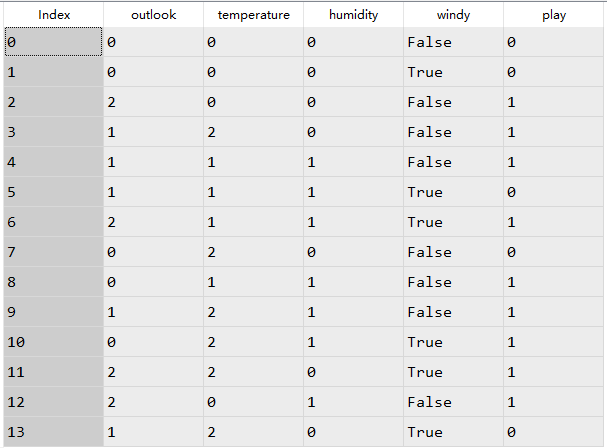 Index outlook temperature humidity windy play
0 0 0 0 False 0
1 0 0 0 True 0
2 2 0 0 False 1
3 1 2 0 False 1
4 1 1 1 False 1
5 1 1 1 True 0
6 2 1 1 True 1
7 0 2 0 False 0
8 0 1 1 False 1
9 1 2 1 False 1
10 0 2 1 True 1
11 2 2 0 True 1
12 2 0 1 False 1
13 1 2 0 True 0